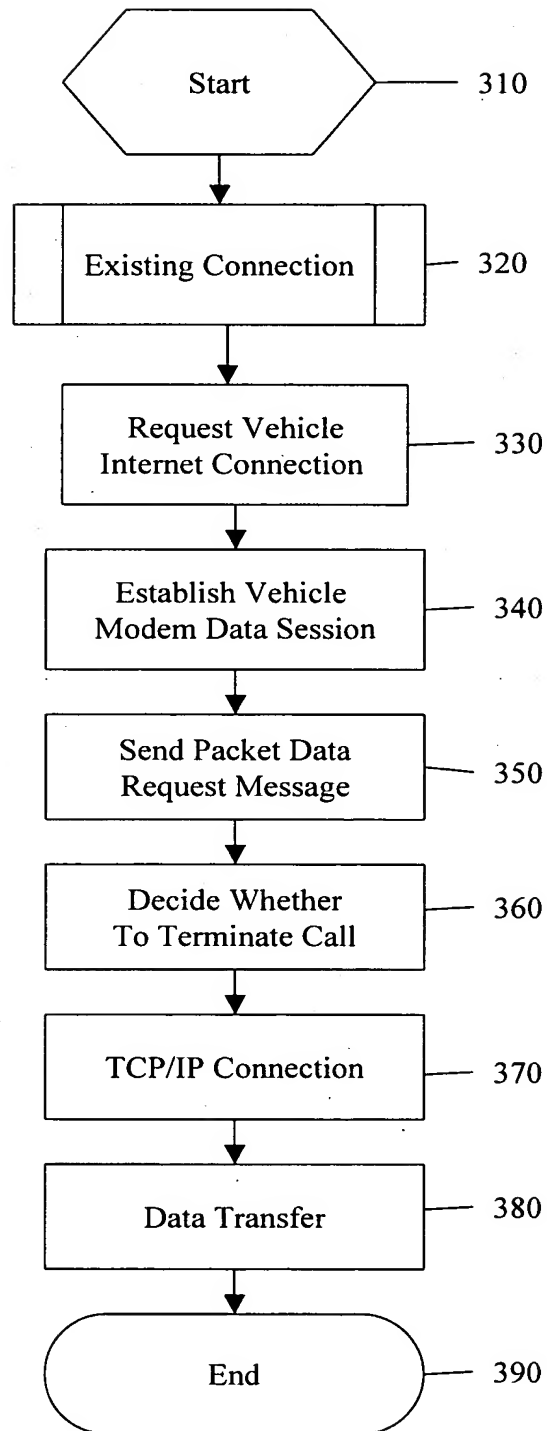 Start
310
Existing Connection
320
Request Vehicle
Internet Connection
330
Establish Vehicle
Modem Data Session
340
Send Packet Data
Request Message
350
Decide Whether
To Terminate Call
360
TCP/IP Connection
370
Data Transfer
380
End
390